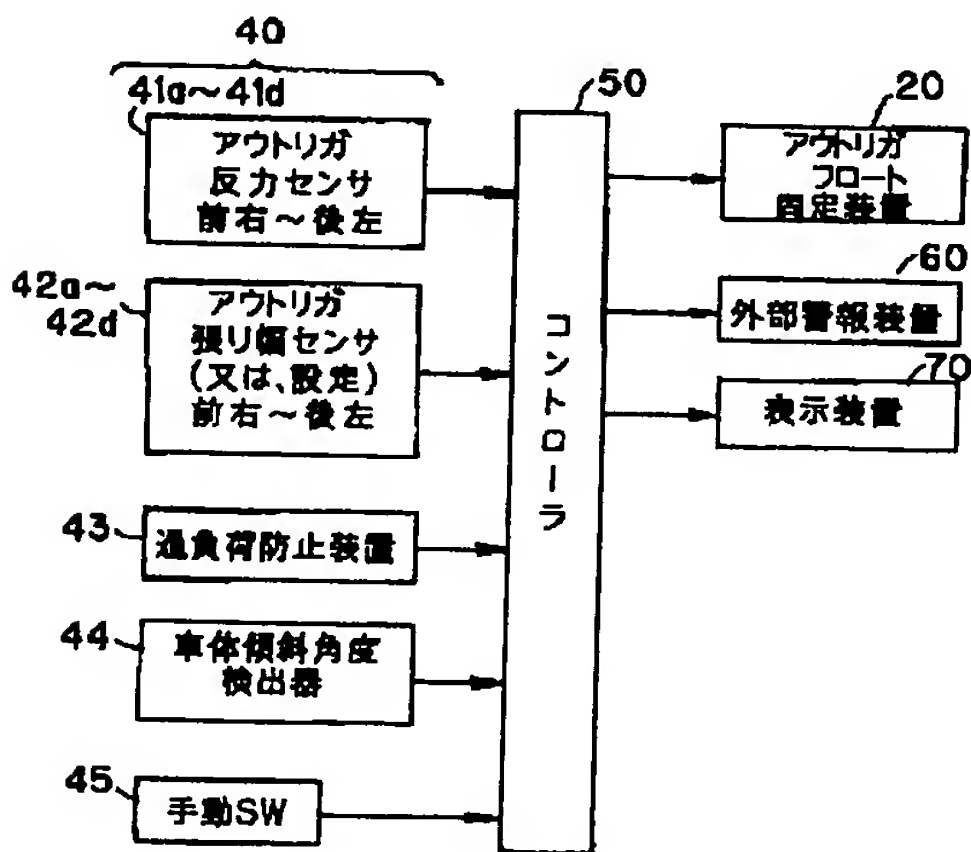 40
41a〜41d
アウトリガ
反力センサ
前右〜後左
42a〜
42d
アウトリガ
張り幅センサ
(又は、設定)
前右〜後左
43
過負荷防止装置
44
車体傾斜角度
検出器
45
手動SW
50
コントローラ
20
アウトリガ
フロート
固定装置
60
外部警報装置
70
表示装置